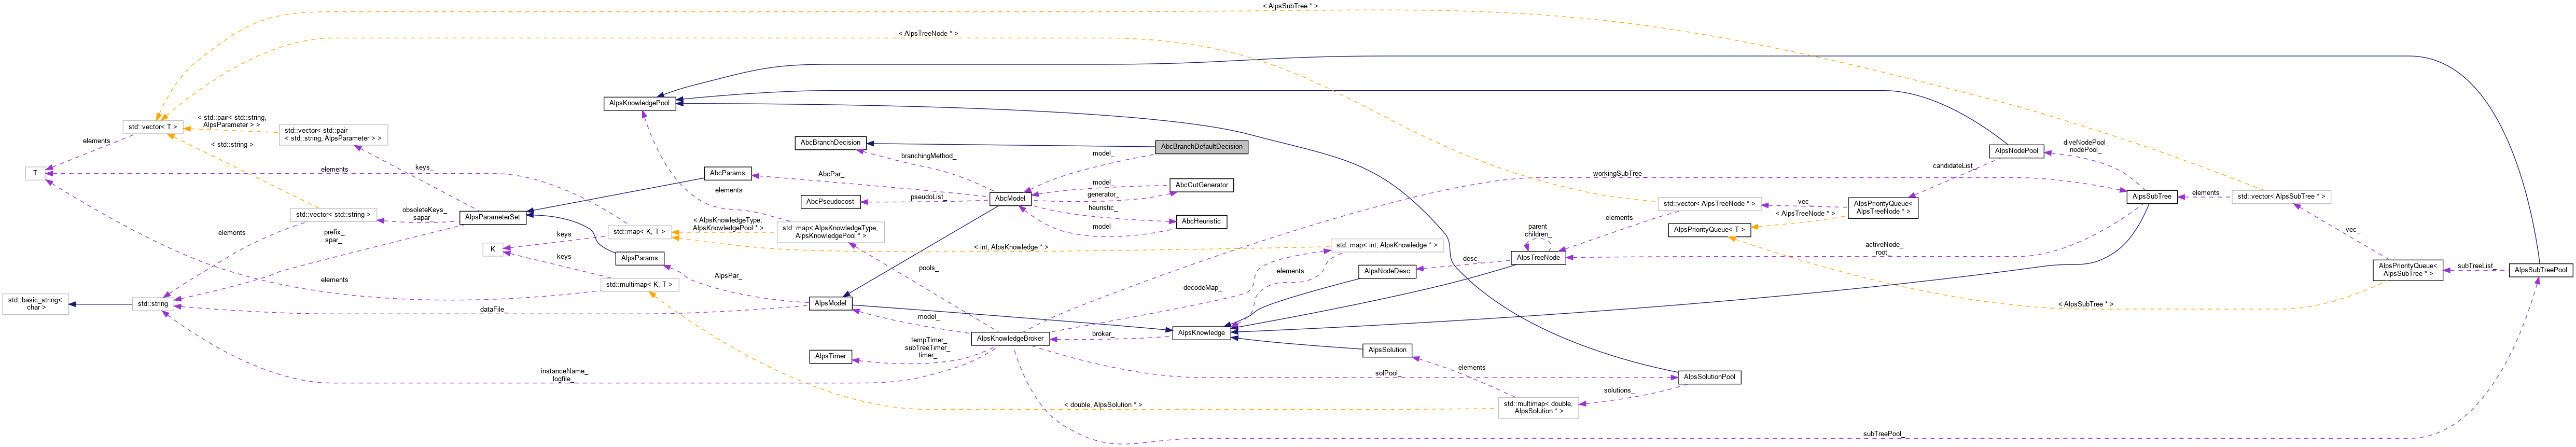 < AlpsSubTree * >
< AlpsTreeNode * >
AlpsKnowledgePool
std::vector< T >
< std::pair< std::string,
AlpsParameter > >
std::vector< std::pair
< std::string, AlpsParameter > >
elements
< std::string >
AbcBranchDecision
AbcBranchDefaultDecision
branchingMethod_
model_
AlpsNodePool
diveNodePool_
nodePool_
candidateList_
T
elements
keys_
AbcParams
AbcPar_
workingSubTree_
model_
AbcCutGenerator
generator_
elements
AbcPseudocost
pseudoList_
AbcModel
heuristic_
AbcHeuristic
model_
std::vector< AlpsTreeNode * >
vec_
AlpsPriorityQueue<
AlpsTreeNode * >
< AlpsTreeNode * >
AlpsSubTree
elements
std::vector< AlpsSubTree * >
std::vector< std::string >
obsoleteKeys_
sapar_
AlpsParameterSet
elements
prefix_
spar_
std::map< K, T >
< AlpsKnowledgeType,
AlpsKnowledgePool * >
std::map< AlpsKnowledgeType,
AlpsKnowledgePool * >
elements
AlpsPriorityQueue< T >
vec_
keys
K
keys
AlpsParams
< int, AlpsKnowledge * >
std::map< int, AlpsKnowledge * >
parent_
children_
AlpsTreeNode
activeNode_
root_
desc_
AlpsNodeDesc
elements
pools_
AlpsPar_
AlpsPriorityQueue<
AlpsSubTree * >
subTreeList_
AlpsSubTreePool
elements
std::multimap< K, T >
decodeMap_
std::basic_string<
char >
std::string
AlpsModel
dataFile_
model_
< AlpsSubTree * >
AlpsKnowledgeBroker
broker_
AlpsKnowledge
AlpsTimer
tempTimer_
subTreeTimer_
timer_
AlpsSolution
instanceName_
logfile_
solPool_
elements
AlpsSolutionPool
solutions_
< double, AlpsSolution * >
std::multimap< double,
AlpsSolution * >
subTreePool_